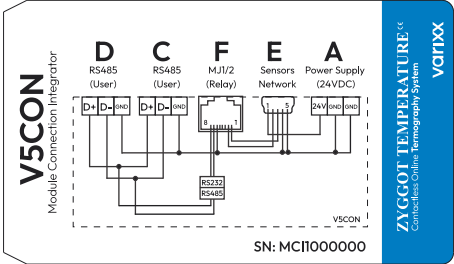 V5CON
Module Connection Integrator
D C F E A
RS485 (User)
RS485 (User)
MJ1/2 (Relay)
Sensors Network
Power Supply (24VDC)
D+ D- GND D+ D- GND 8 1 1 5 24V GND GND
RS232
RS485
V5CON
SN: MCI1000000
ZYGGOT TEMPERATURE CE
Contactless Online Termography System
varixx